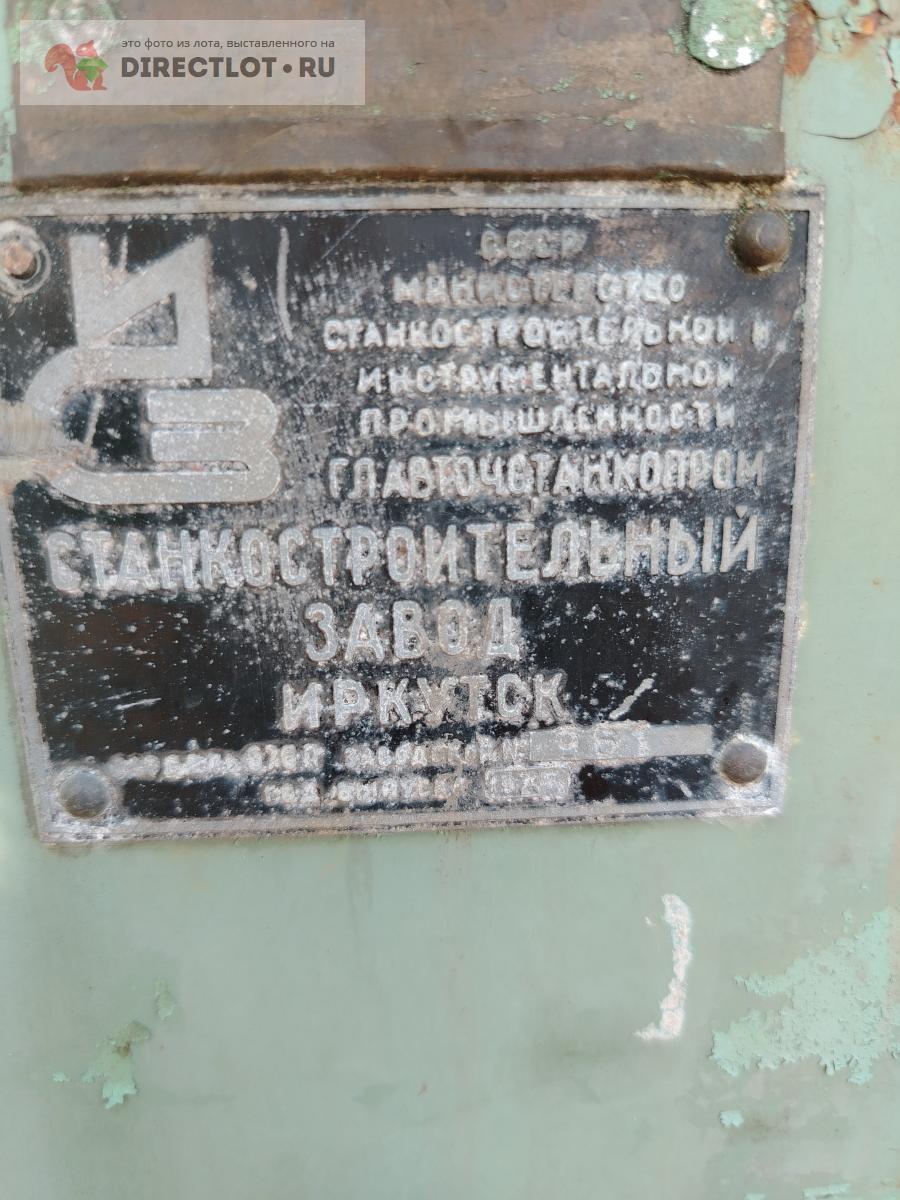 это фото из лота, выставленного на
DIRECTLOT.RU
СССР
МИНИСТЕРСТВО
СТАНКОСТРОИТЕЛЬНОЙ И
ИНСТРУМЕНТАЛЬНОЙ
ПРОМЫШЛЕННОСТИ
ГЛАВТОЧСТАНКОПРОМ
СТАНКОСТРОИТЕЛЬНЫЙ
ЗАВОД
ИРКУТСК